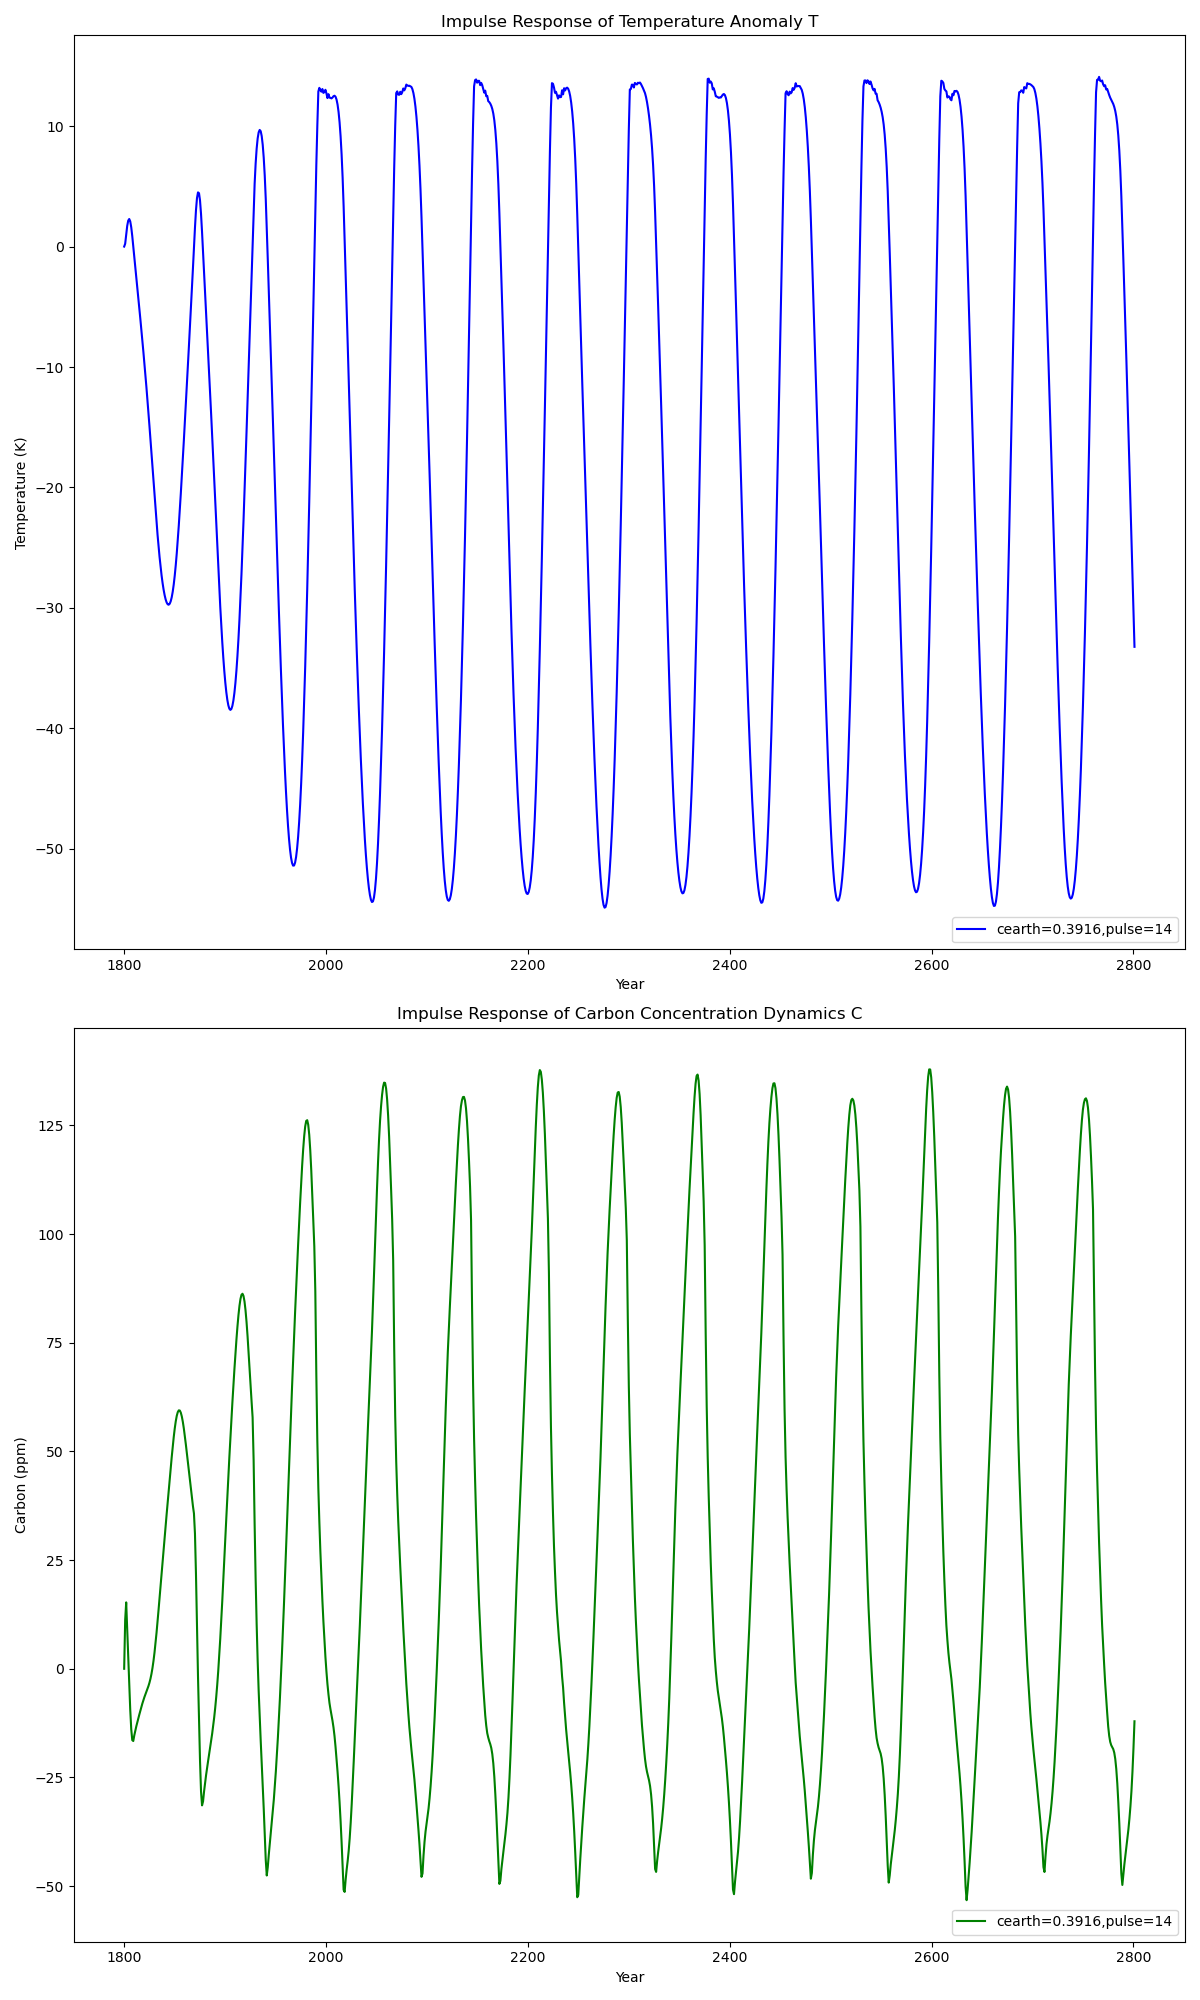 Impulse Response of Temperature Anomaly T
Temperature (K)
10
0
−10
−20
−30
−40
−50
1800 2000 2200 2400 2600 2800
Year
cearth=0.3916,pulse=14
Impulse Response of Carbon Concentration Dynamics C
Carbon (ppm)
125
100
75
50
25
0
−25
−50
1800 2000 2200 2400 2600 2800
Year
cearth=0.3916,pulse=14